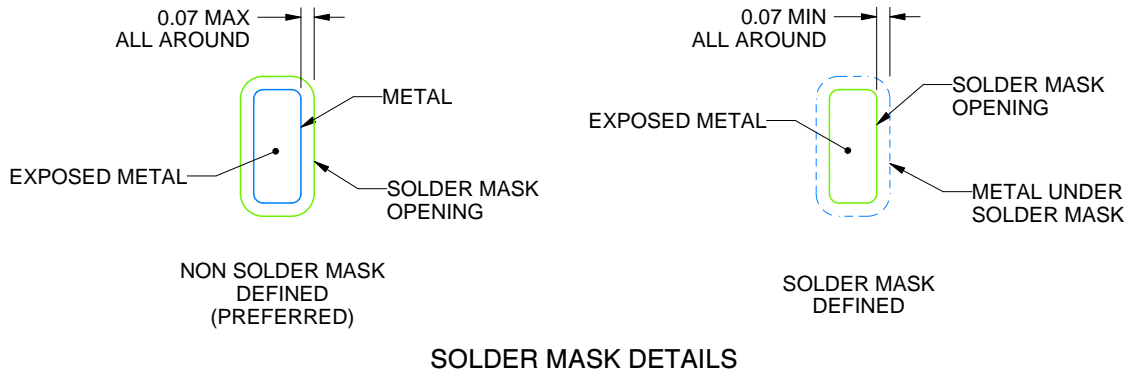 0.07 MAX
ALL AROUND
METAL
EXPOSED METAL
SOLDER MASK
OPENING
NON SOLDER MASK
DEFINED
(PREFERRED)
0.07 MIN
ALL AROUND
SOLDER MASK
OPENING
EXPOSED METAL
METAL UNDER
SOLDER MASK
SOLDER MASK
DEFINED
SOLDER MASK DETAILS